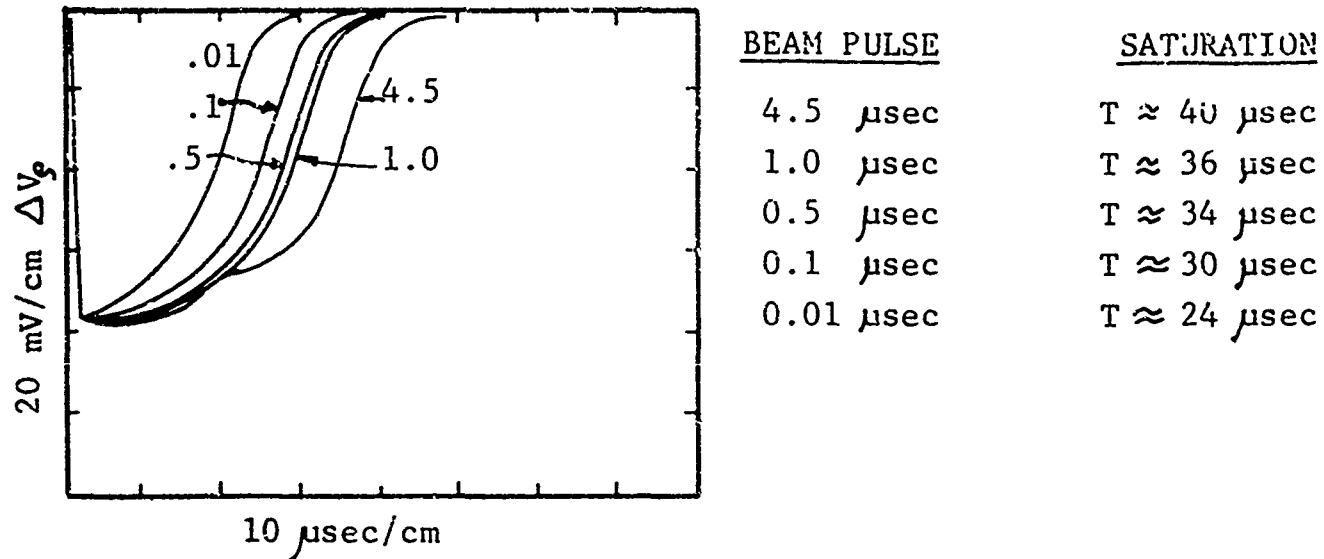 .01
.1
.5
4.5
1.0
20 mV/cm ΔVρ
10 μsec/cm
BEAM PULSE SATURATION
4.5 μsec T ≈ 40 μsec
1.0 μsec T ≈ 36 μsec
0.5 μsec T ≈ 34 μsec
0.1 μsec T ≈ 30 μsec
0.01 μsec T ≈ 24 μsec